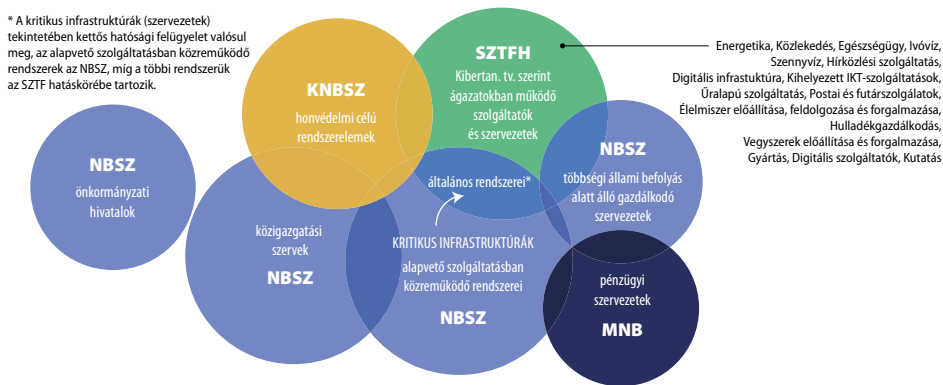 * A kritikus infrastruktúrák (szervezetek)
tekintetében kettős hatósági felügyelet valósul
meg, az alapvető szolgáltatásban közreműködő
rendszerek az NBSZ, míg a többi rendszerük
az SZTF hatáskörébe tartozik.
NBSZ
önkormányzati
hivatalok
KNBSZ
honvédelmi célú
rendszerelemek
SZTFH
Kibertan. tv. szerint
ágazatokban működő
szolgáltatók
és szervezetek
Energetika, Közlekedés, Egészségügy, Ivóvíz,
Szennyvíz, Hírközlési szolgáltatás,
Digitális infrastuktúra, Kihelyezett IKT-szolgáltatások,
Űralapú szolgáltatás, Postai és futárszolgálatok,
Élelmiszer előállítása, feldolgozása és forgalmazása,
Hulladékgazdálkodás,
Vegyszerek előállítása és forgalmazása,
Gyártás, Digitális szolgáltatók, Kutatás
NBSZ
többségi állami befolyás
alatt álló gazdálkodó
szervezetek
közigazgatási
szervek
NBSZ
általános rendszerei*
KRITIKUS INFRASTRUKTÚRÁK
alapvető szolgáltatásban
közreműködő rendszerei
NBSZ
pénzügyi
szervezetek
MNB